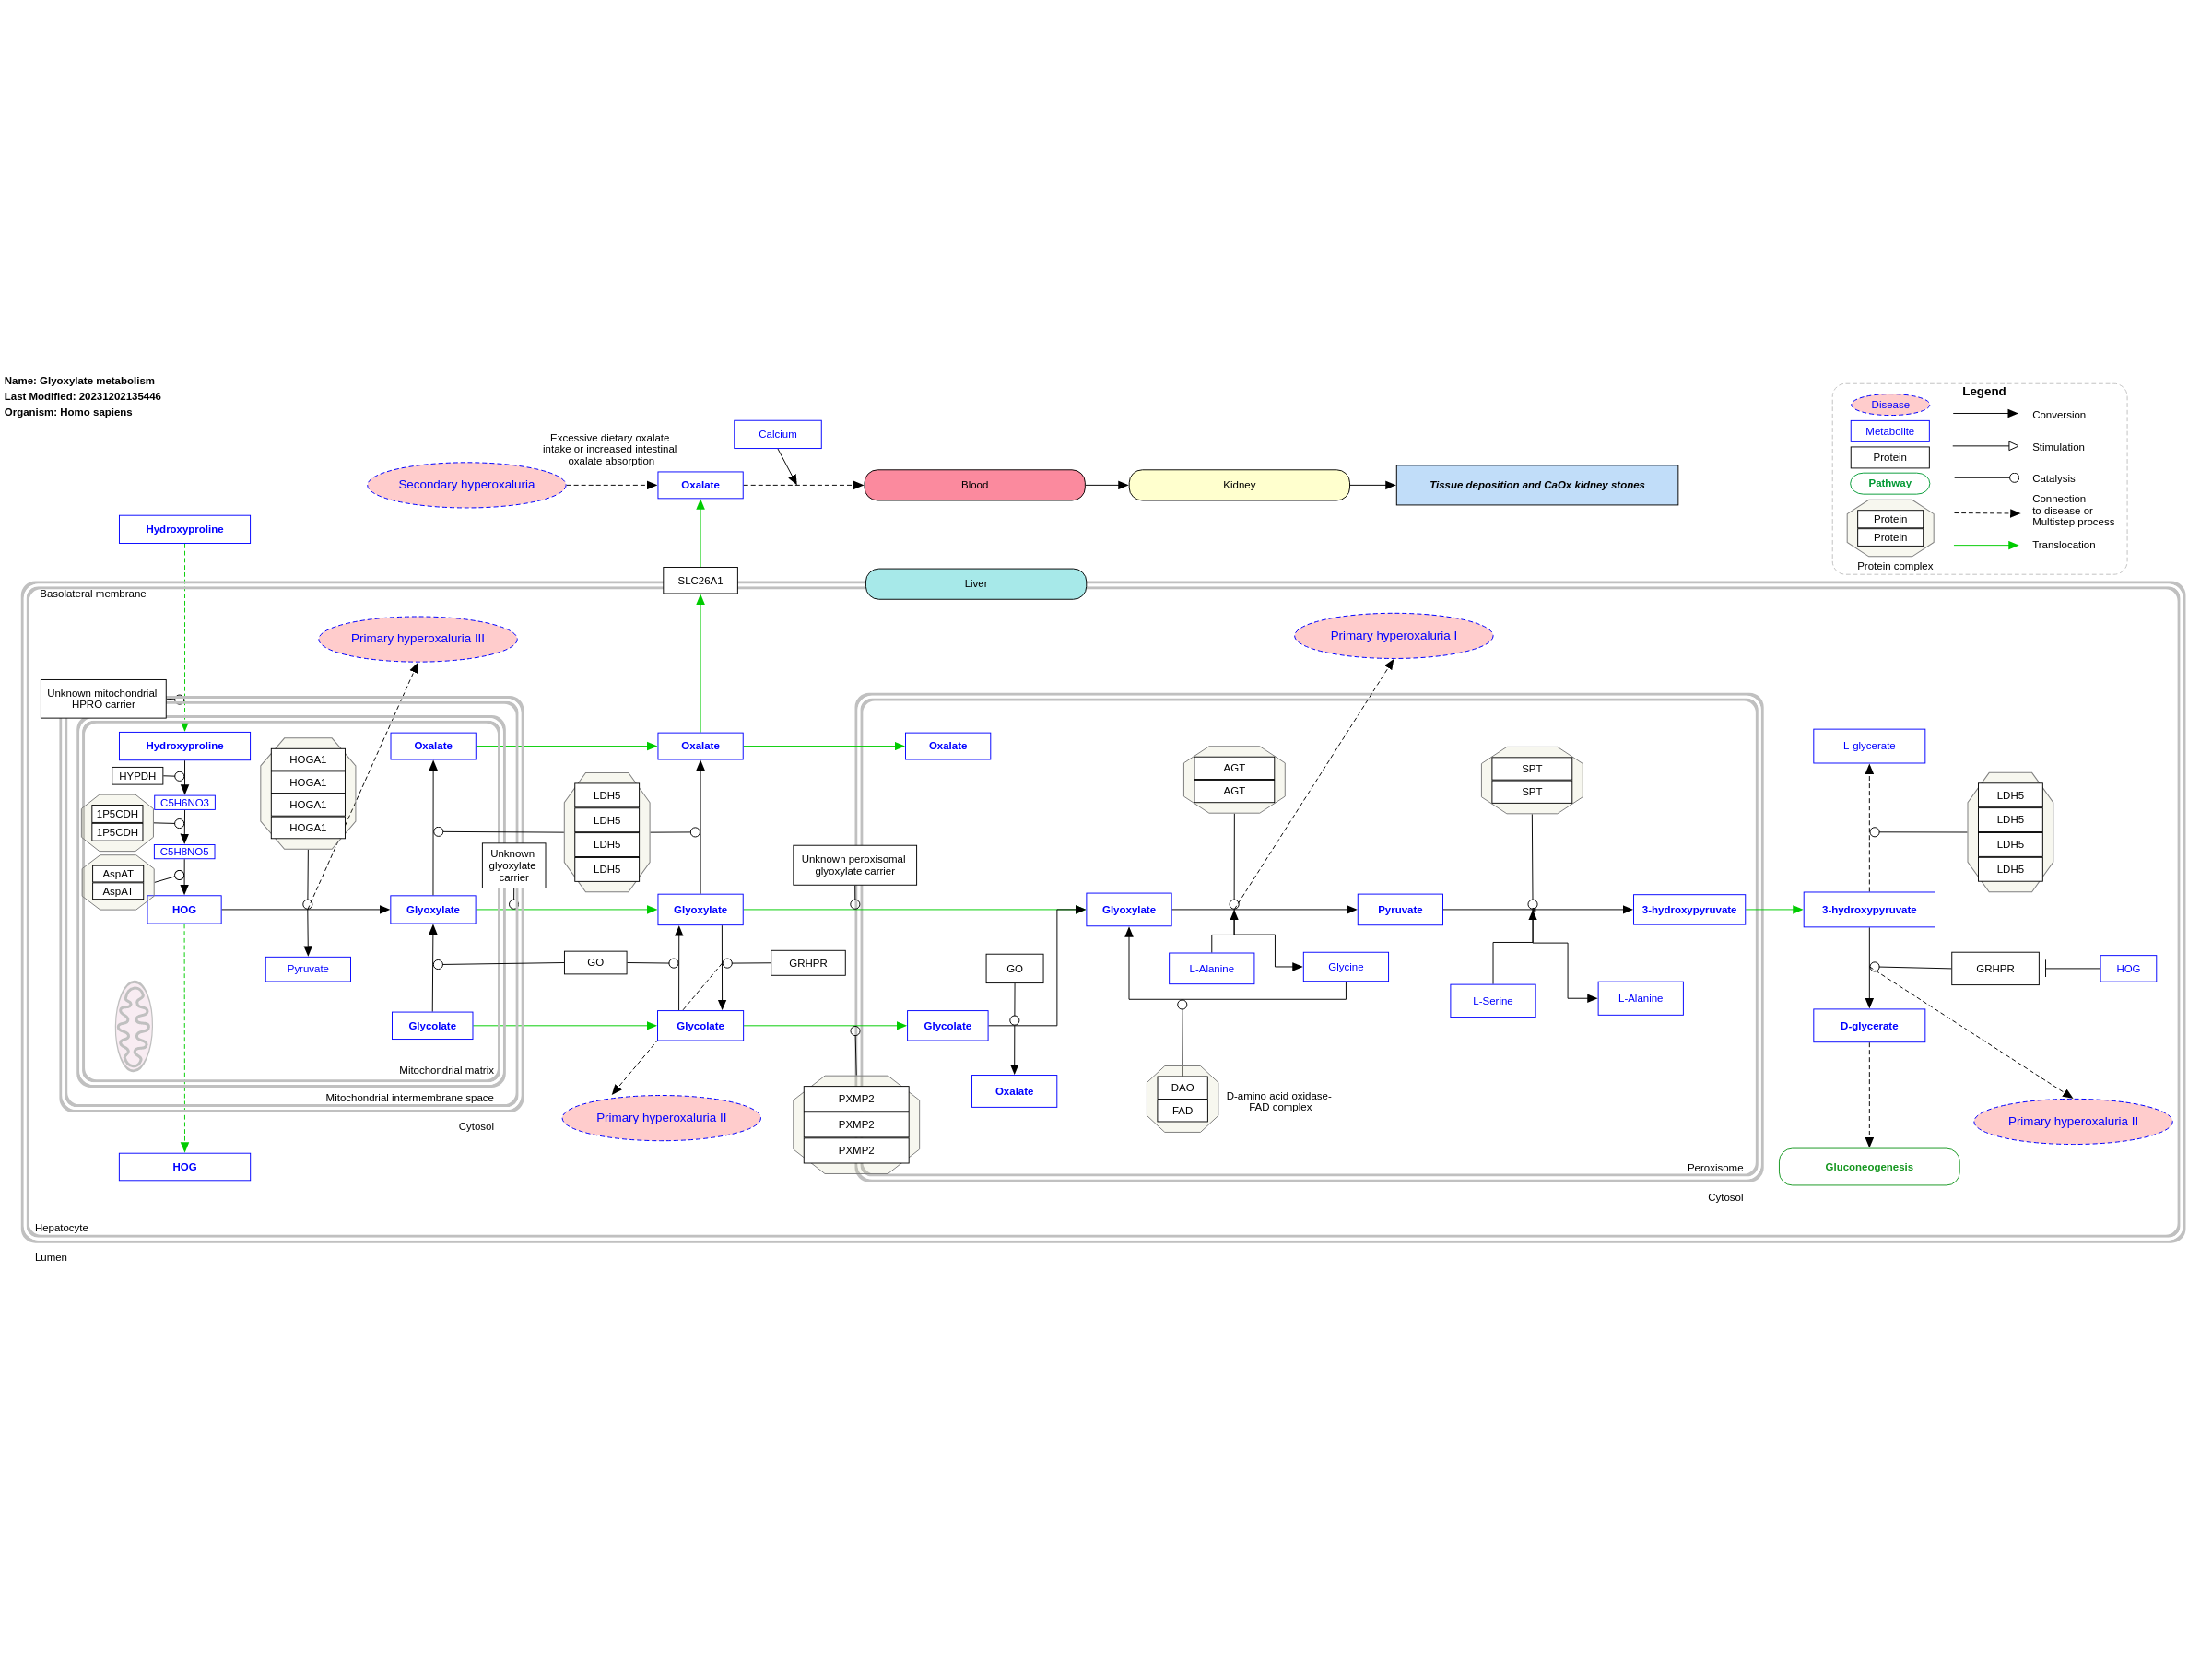 Name: Glyoxylate metabolism
Last Modified: 20231202135446
Organism: Homo sapiens
Legend
Disease
Metabolite
Protein
Pathway
Protein
Protein
Protein complex
Conversion
Stimulation
Catalysis
Connection
to disease or
Multistep process
Translocation
Calcium
Excessive dietary oxalate
intake or increased intestinal
oxalate absorption
Secondary hyperoxaluria
Oxalate
Blood
Kidney
Tissue deposition and CaOx kidney stones
Hydroxyproline
SLC26A1
Liver
Basolateral membrane
Primary hyperoxaluria III
Primary hyperoxaluria I
Unknown mitochondrial
HPRO carrier
Hydroxyproline
HYPDH
C5H6NO3
1P5CDH
1P5CDH
C5H8NO5
AspAT
AspAT
HOG
HOGA1
HOGA1
HOGA1
HOGA1
Pyruvate
Oxalate
Glyoxylate
Glycolate
Mitochondrial matrix
Mitochondrial intermembrane space
Cytosol
HOG
Unknown
glyoxylate
carrier
LDH5
LDH5
LDH5
LDH5
GO
Oxalate
Glyoxylate
GRHPR
Glycolate
Primary hyperoxaluria II
Unknown peroxisomal
glyoxylate carrier
PXMP2
PXMP2
PXMP2
Oxalate
GO
Glycolate
Oxalate
Glyoxylate
AGT
AGT
L-Alanine
Glycine
DAO
FAD
D-amino acid oxidase-
FAD complex
Pyruvate
SPT
SPT
L-Serine
L-Alanine
3-hydroxypyruvate
Peroxisome
Cytosol
L-glycerate
LDH5
LDH5
LDH5
LDH5
3-hydroxypyruvate
GRHPR
HOG
D-glycerate
Primary hyperoxaluria II
Gluconeogenesis
Hepatocyte
Lumen